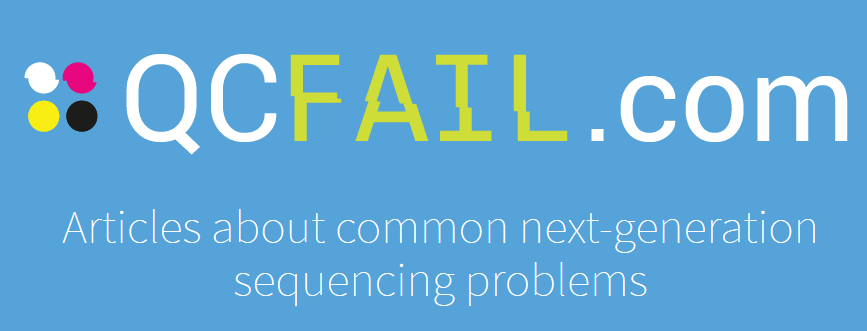 QCFAIL.com
Articles about common next-generation
sequencing problems